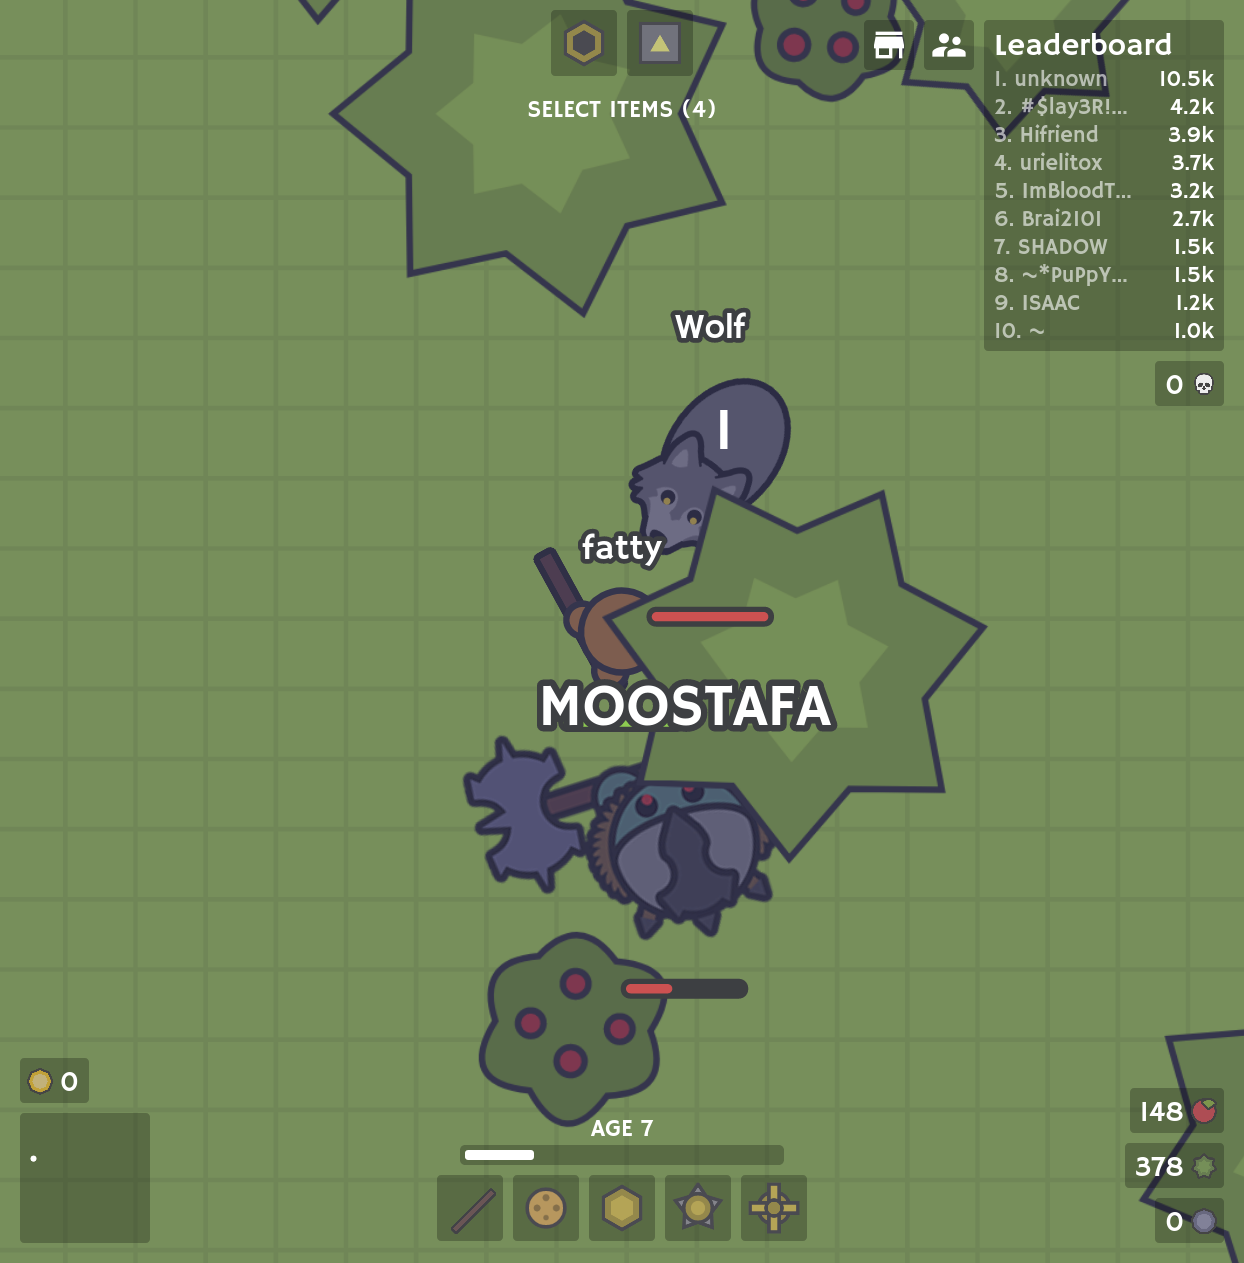 SELECT ITEMS (4)
Leaderboard
1. unknown 10.5k
2. #$lay3R!... 4.2k
3. Hifriend 3.9k
4. urielitox 3.7k
5. ImBloodT... 3.2k
6. Brai2101 2.7k
7. SHADOW 1.5k
8. ~*PuPpY... 1.5k
9. ISAAC 1.2k
10. ~ 1.0k
0
Wolf
1
fatty
MOOSTAFA
0
AGE 7
148
378
0